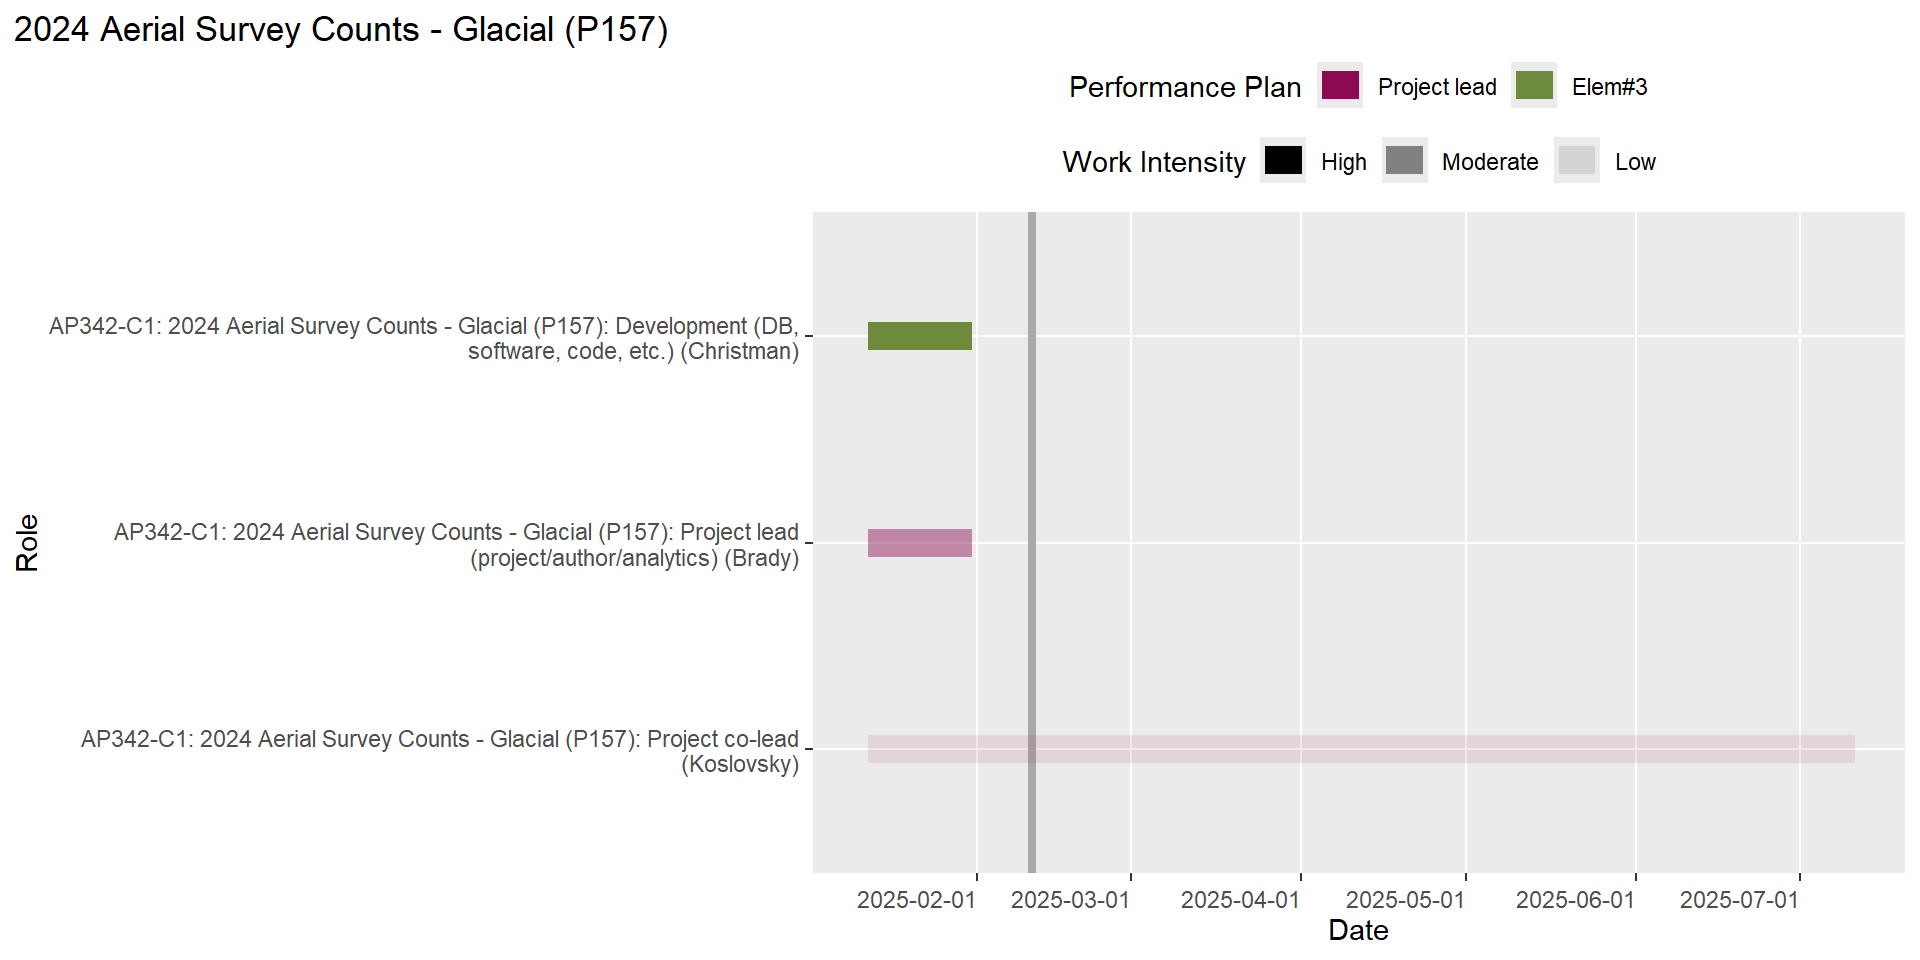 2024 Aerial Survey Counts - Glacial (P157)
Performance Plan Project lead Elem#3
Work Intensity High Moderate Low
AP342-C1: 2024 Aerial Survey Counts - Glacial (P157): Development (DB,
software, code, etc.) (Christman)
AP342-C1: 2024 Aerial Survey Counts - Glacial (P157): Project lead
(project/author/analytics) (Brady)
AP342-C1: 2024 Aerial Survey Counts - Glacial (P157): Project co-lead
(Koslovsky)
Role
2025-02-01 2025-03-01 2025-04-01 2025-05-01 2025-06-01 2025-07-01
Date